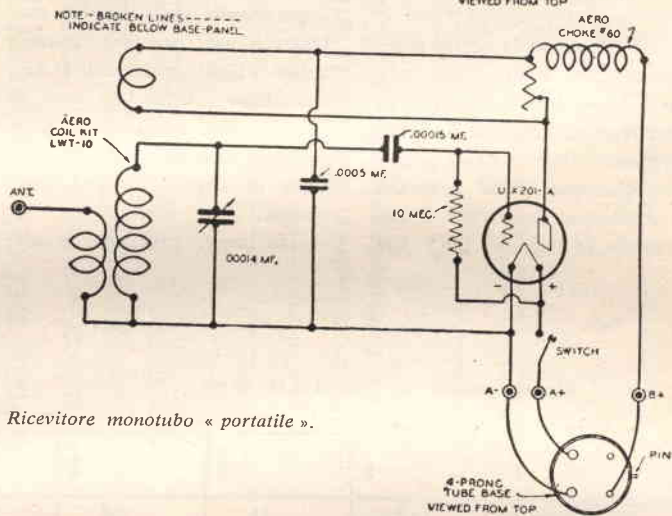 VIEWED FROM TOP
NOTE-BROKEN LINES------
INDICATE BELOW BASE-PANEL
AERO
CHOKE #60
AERO
COIL KIT
LWT-10
.00015 MF.
.0005 MF.
UX201-A
ANT.
10 MEG.
.00014 MF.
- +
SWITCH
A- A+ B+
Ricevitore monotubo « portatile ».
PIN
4-PRONG
TUBE BASE
VIEWED FROM TOP